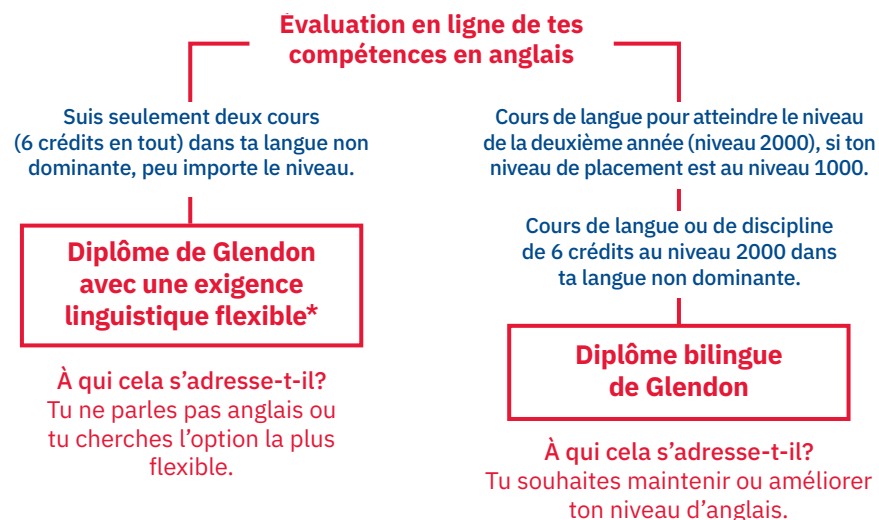 Évaluation en ligne de tes
compétences en anglais
Suis seulement deux cours
(6 crédits en tout) dans ta langue non
dominante, peu importe le niveau.
Diplôme de Glendon
avec une exigence
linguistique flexible*
À qui cela s’adresse-t-il?
Tu ne parles pas anglais ou
tu cherches l’option la plus
flexible.
Cours de langue pour atteindre le niveau
de la deuxième année (niveau 2000), si ton
niveau de placement est au niveau 1000.
Cours de langue ou de discipline
de 6 crédits au niveau 2000 dans
ta langue non dominante.
Diplôme bilingue
de Glendon
À qui cela s’adresse-t-il?
Tu souhaites maintenir ou améliorer
ton niveau d’anglais.